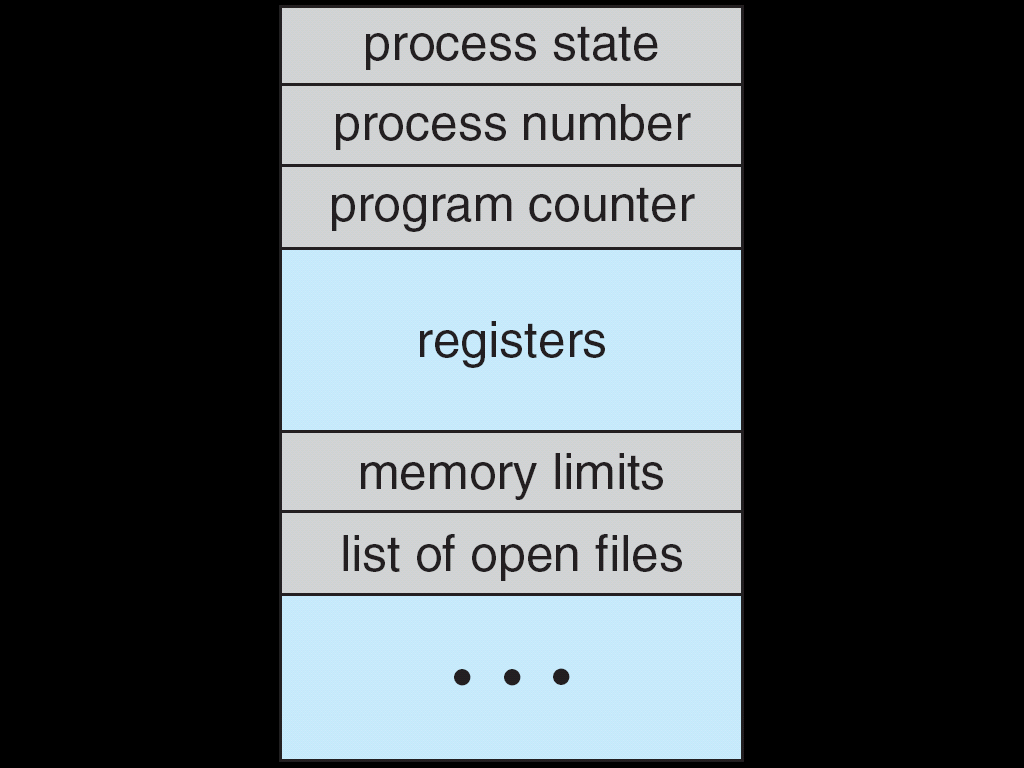 process state
process number
program counter
registers
memory limits
list of open files
• • •